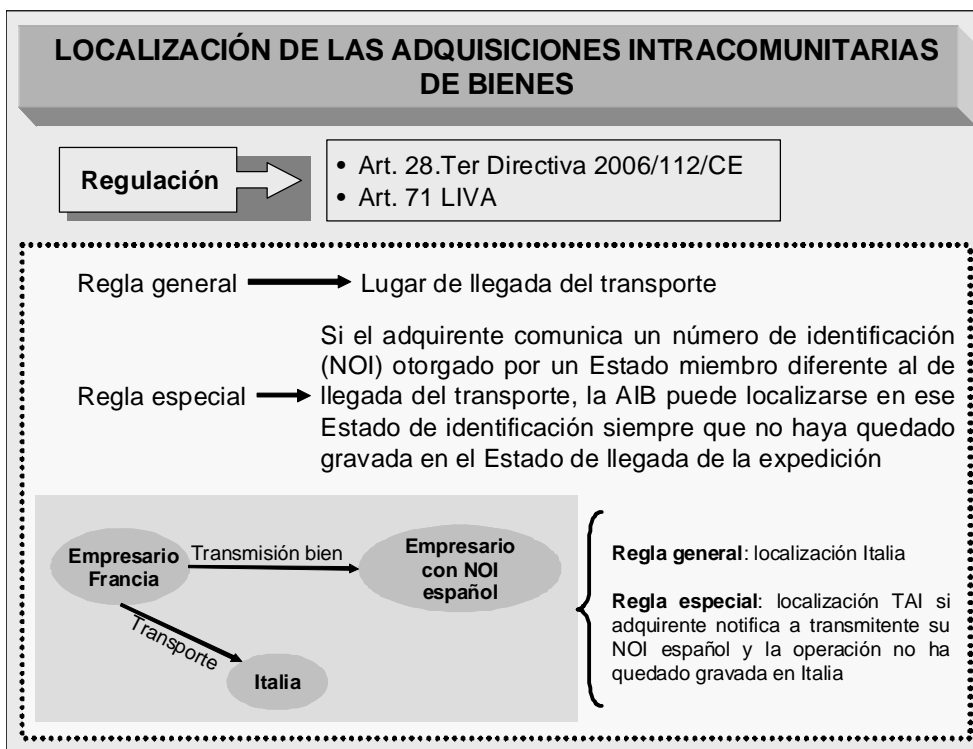 LOCALIZACIÓN DE LAS ADQUISICIONES INTRACOMUNITARIAS
DE BIENES
Regulación
• Art. 28.Ter Directiva 2006/112/CE
• Art. 71 LIVA
Regla general
Lugar de llegada del transporte
Regla especial
Si el adquirente comunica un número de identificación
(NOI) otorgado por un Estado miembro diferente al de
llegada del transporte, la AIB puede localizarse en ese
Estado de identificación siempre que no haya quedado
gravada en el Estado de llegada de la expedición
Empresario
Francia
Transmisión bien
Empresario
con NOI
español
Transporte
Italia
Regla general: localización Italia
Regla especial: localización TAI si
adquirente notifica a transmitente su
NOI español y la operación no ha
quedado gravada en Italia